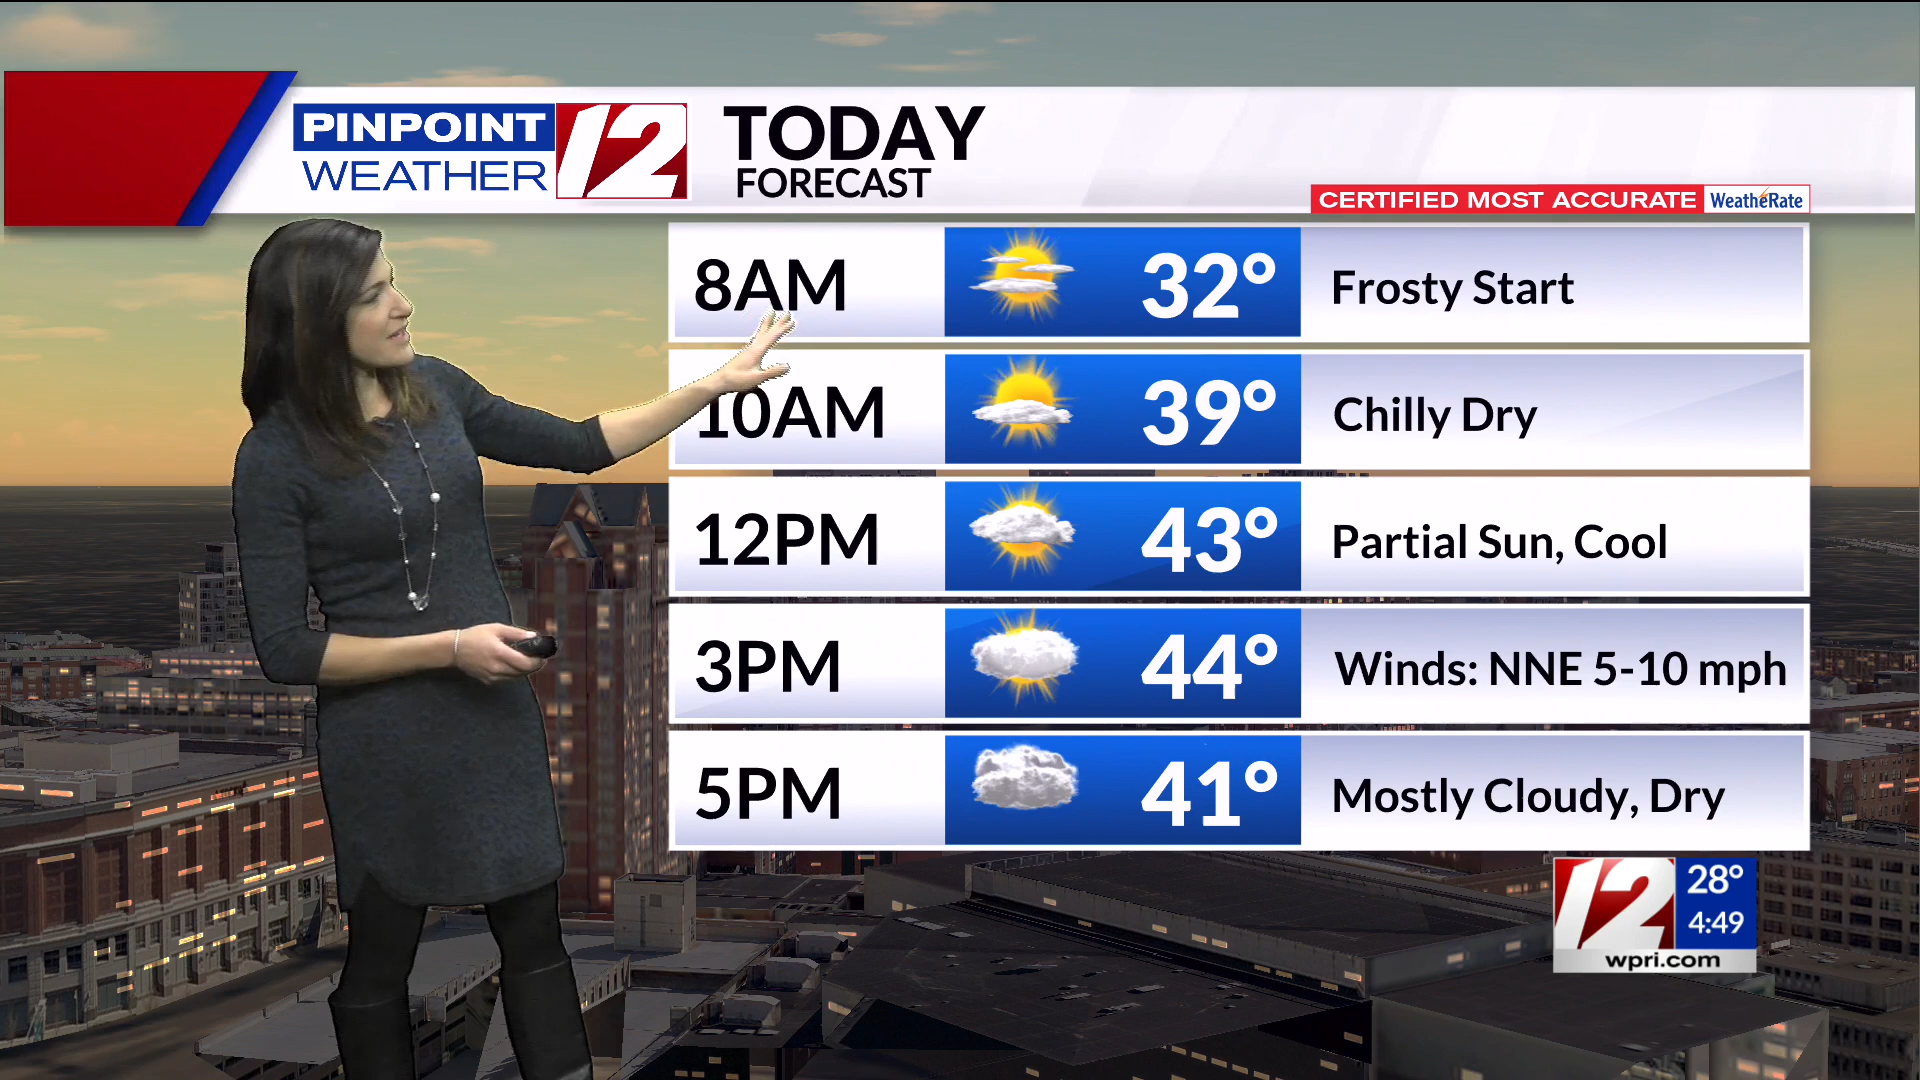 PINPOINT
WEATHER
12
TODAY
FORECAST
CERTIFIED MOST ACCURATE WeatheRate
8AM 32° Frosty Start
10AM 39° Chilly Dry
12PM 43° Partial Sun, Cool
3PM 44° Winds: NNE 5-10 mph
5PM 41° Mostly Cloudy, Dry
12
28°
4:49
wpri.com